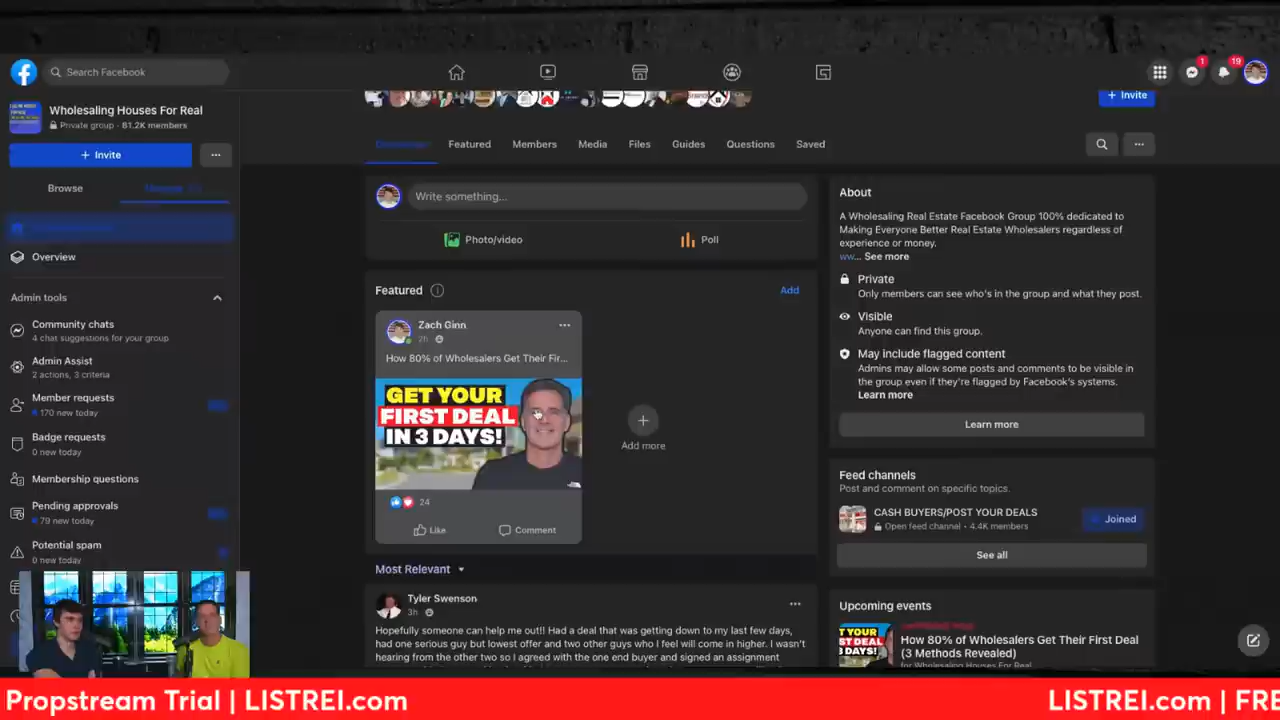 Search Facebook
1
19
Wholesaling Houses For Real
Private group · 81.2K members
+ Invite
...
Browse
Overview
Admin tools
Community chats
4 chat suggestions for your group
Admin Assist
2 actions, 3 criteria
Member requests
170 new today
Badge requests
0 new today
Membership questions
Pending approvals
79 new today
Potential spam
0 new today
+ Invite
Featured
Members
Media
Files
Guides
Questions
Saved
...
Write something...
Photo/video
Poll
Featured
Add
Zach Ginn
2h
How 80% of Wholesalers Get Their Fir...
GET YOUR
FIRST DEAL
IN 3 DAYS!
24
Like
Comment
Add more
Most Relevant
Tyler Swenson
3h
Hopefully someone can help me out!! Had a deal that was getting down to my last few days,
had one serious guy but lowest offer and two other guys who I feel will come in higher. I wasn't
hearing from the other two so I agreed with the one end buyer and signed an assignment
About
A Wholesaling Real Estate Facebook Group 100% dedicated to
Making Everyone Better Real Estate Wholesalers regardless of
experience or money.
ww... See more
Private
Only members can see who's in the group and what they post.
Visible
Anyone can find this group.
May include flagged content
Admins may allow some posts and comments to be visible in
the group even if they're flagged by Facebook's systems.
Learn more
Learn more
Feed channels
Post and comment on specific topics.
CASH BUYERS/POST YOUR DEALS
Open feed channel · 4.4K members
Joined
See all
Upcoming events
How 80% of Wholesalers Get Their First Deal
(3 Methods Revealed)
for Wholesaling Houses For Real
Propstream Trial | LISTREI.com
LISTREI.com | FRE